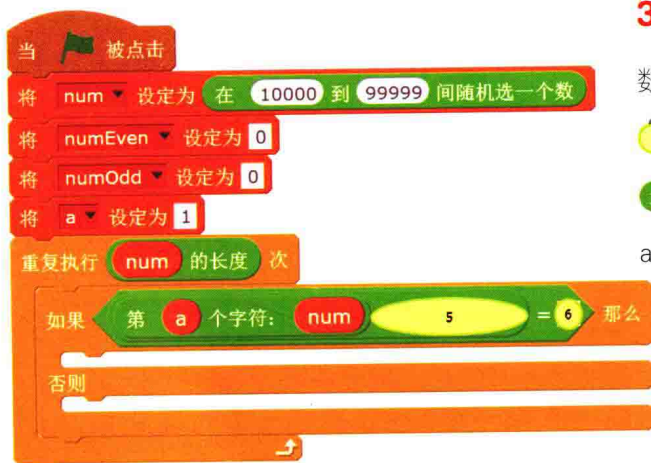 当 被点击
将 num 设定为 在 10000 到 99999 间随机选一个数
将 numEven 设定为 0
将 numOdd 设定为 0
将 a 设定为 1
重复执行 num 的长度 次
如果 第 a 个字符: num 5 = 6 那么
否则
3
数
a